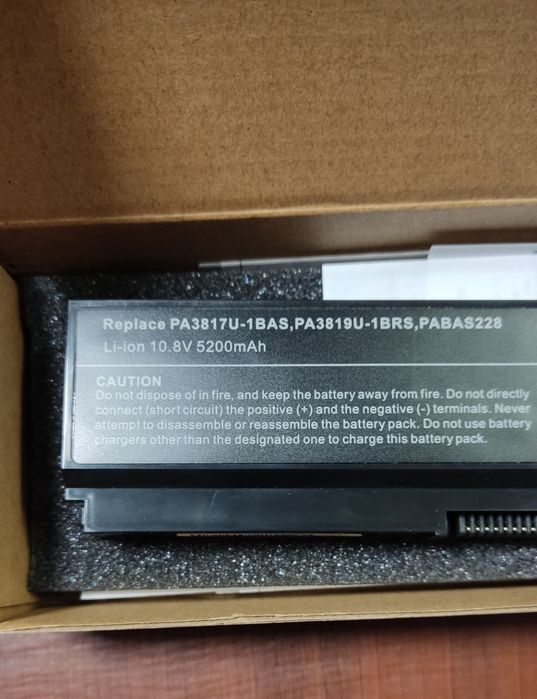 Replace PA3817U-1BAS,PA3819U-1BRS,PABAS228
Li-ion 10.8V 5200mAh
CAUTION
Do not dispose of in fire, and keep the battery away from fire. Do not directly
connect (short circuit) the positive (+) and the negative (-) terminals. Never
attempt to disassemble or reassemble the battery pack. Do not use battery
chargers other than the designated one to charge this battery pack.